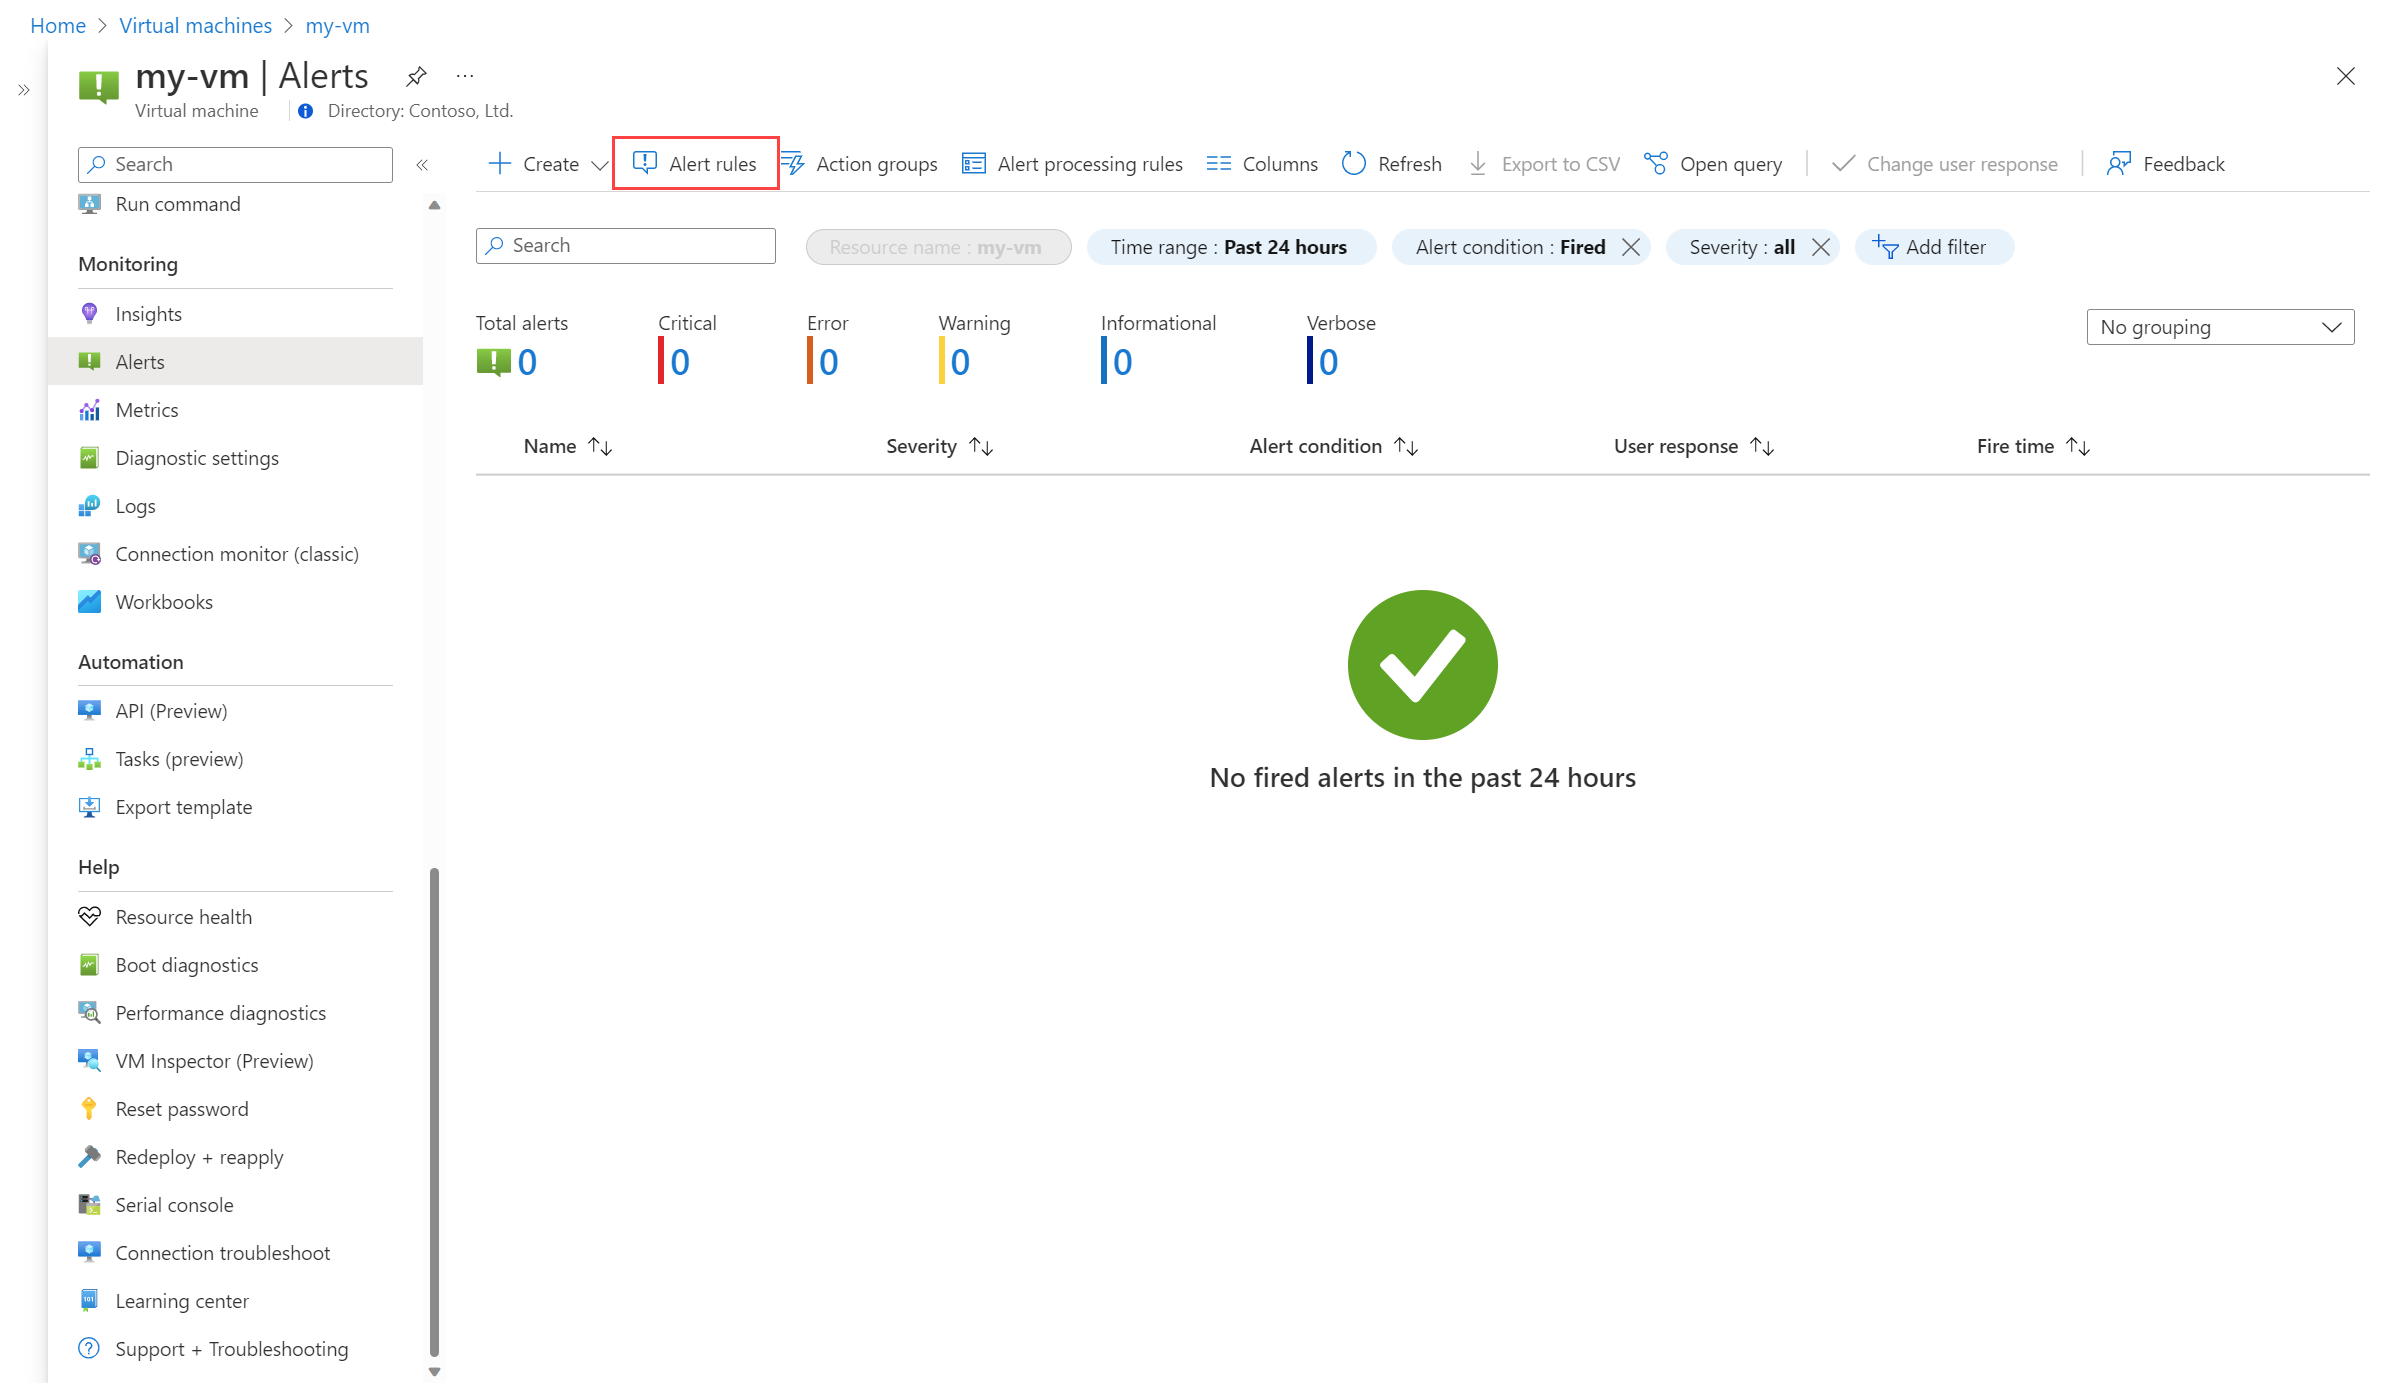 Home > Virtual machines > my-vm
my-vm | Alerts
Virtual machine
Directory: Contoso, Ltd.
Search
Run command
Monitoring
Insights
Alerts
Metrics
Diagnostic settings
Logs
Connection monitor (classic)
Workbooks
Automation
API (Preview)
Tasks (preview)
Export template
Help
Resource health
Boot diagnostics
Performance diagnostics
VM Inspector (Preview)
Reset password
Redeploy + reapply
Serial console
Connection troubleshoot
Learning center
Support + Troubleshooting
Create Alert rules Action groups Alert processing rules Columns Refresh Export to CSV Open query Change user response Feedback
Search Resource name : my-vm Time range : Past 24 hours Alert condition : Fired Severity : all Add filter
Total alerts Critical Error Warning Informational Verbose
0 0 0 0 0 0
No grouping
Name Severity Alert condition User response Fire time
No fired alerts in the past 24 hours